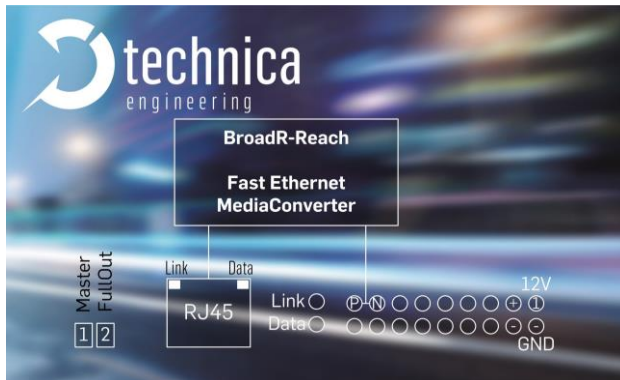 technica
engineering
BroadR-Reach
Fast Ethernet
MediaConverter
Master
FullOut
1 2
Link Data
RJ45
Link
Data
P N + 1
- -
12V
GND